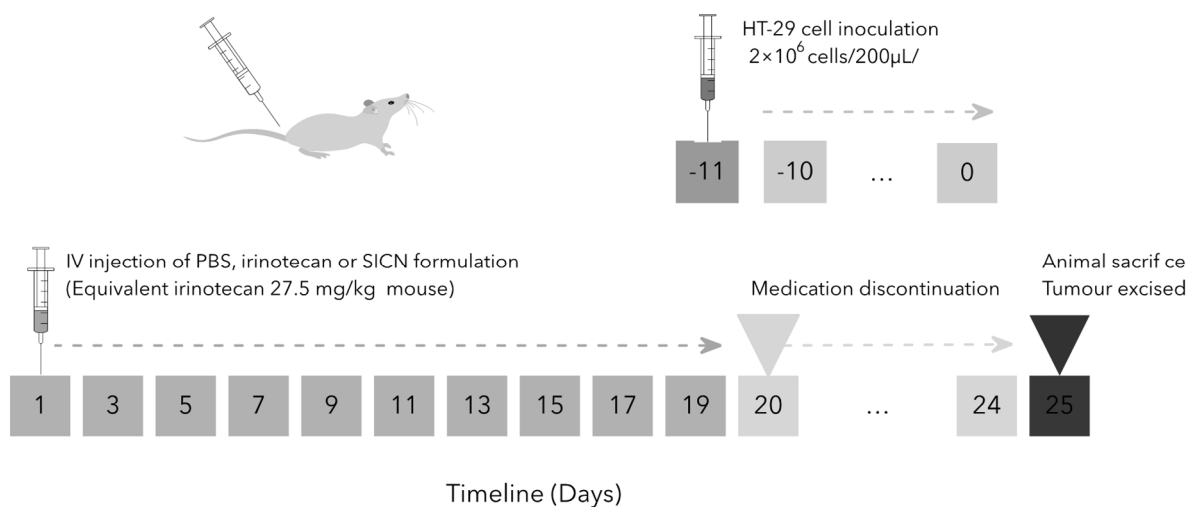 HT-29 cell inoculation
2×10⁶ cells/200µL/
-11 -10 ... 0
IV injection of PBS, irinotecan or SICN formulation
(Equivalent irinotecan 27.5 mg/kg mouse)
Medication discontinuation
Animal sacrif ce
Tumour excised
1 3 5 7 9 11 13 15 17 19 20 ... 24 25
Timeline (Days)